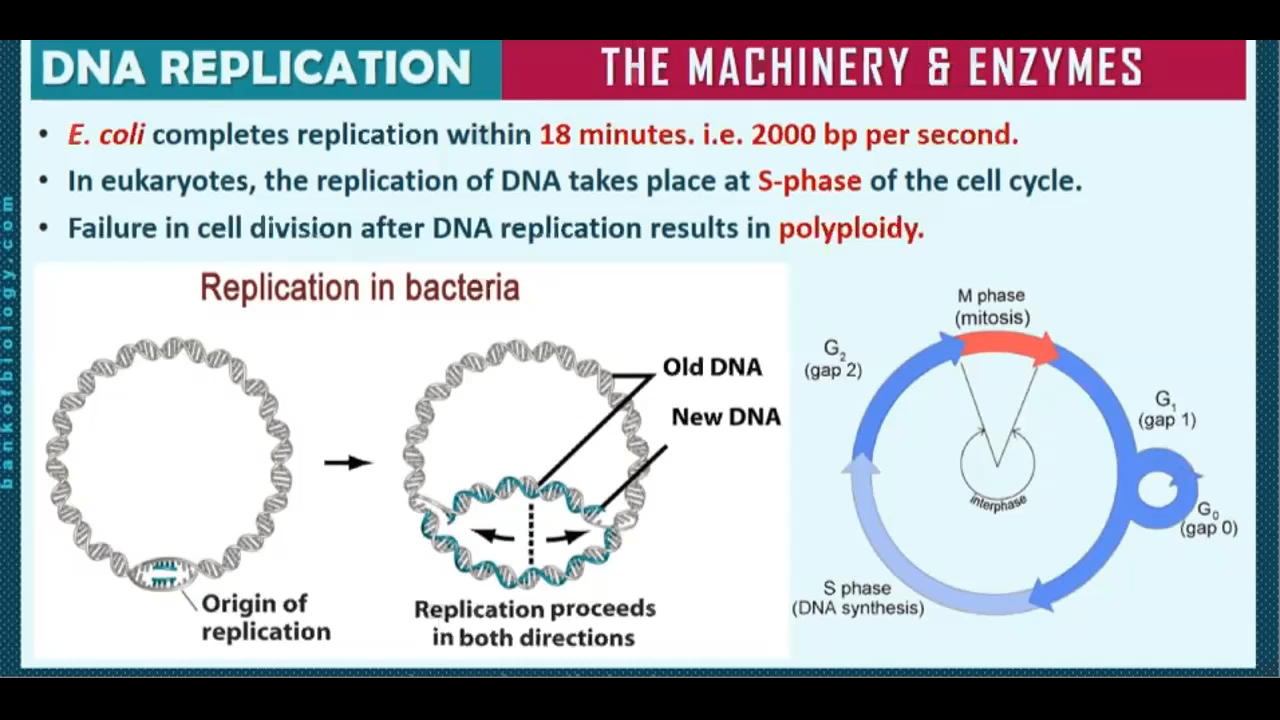 DNA REPLICATION
THE MACHINERY & ENZYMES
• E. coli completes replication within 18 minutes. i.e. 2000 bp per second.
• In eukaryotes, the replication of DNA takes place at S-phase of the cell cycle.
• Failure in cell division after DNA replication results in polyploidy.
bankofbiology.com
Replication in bacteria
Old DNA
New DNA
Origin of
replication
Replication proceeds
in both directions
M phase
(mitosis)
G2
(gap 2)
G1
(gap 1)
interphase
G0
(gap 0)
S phase
(DNA synthesis)